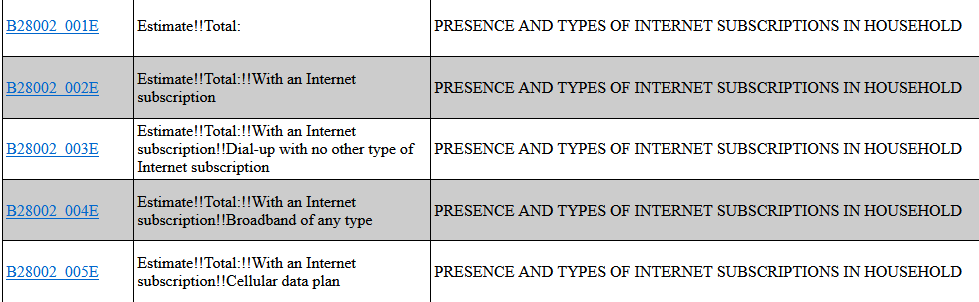 B28002_001E
Estimate!!Total:
PRESENCE AND TYPES OF INTERNET SUBSCRIPTIONS IN HOUSEHOLD
B28002_002E
Estimate!!Total:!!With an Internet
subscription
PRESENCE AND TYPES OF INTERNET SUBSCRIPTIONS IN HOUSEHOLD
B28002_003E
Estimate!!Total:!!With an Internet
subscription!!Dial-up with no other type of
Internet subscription
PRESENCE AND TYPES OF INTERNET SUBSCRIPTIONS IN HOUSEHOLD
B28002_004E
Estimate!!Total:!!With an Internet
subscription!!Broadband of any type
PRESENCE AND TYPES OF INTERNET SUBSCRIPTIONS IN HOUSEHOLD
B28002_005E
Estimate!!Total:!!With an Internet
subscription!!Cellular data plan
PRESENCE AND TYPES OF INTERNET SUBSCRIPTIONS IN HOUSEHOLD